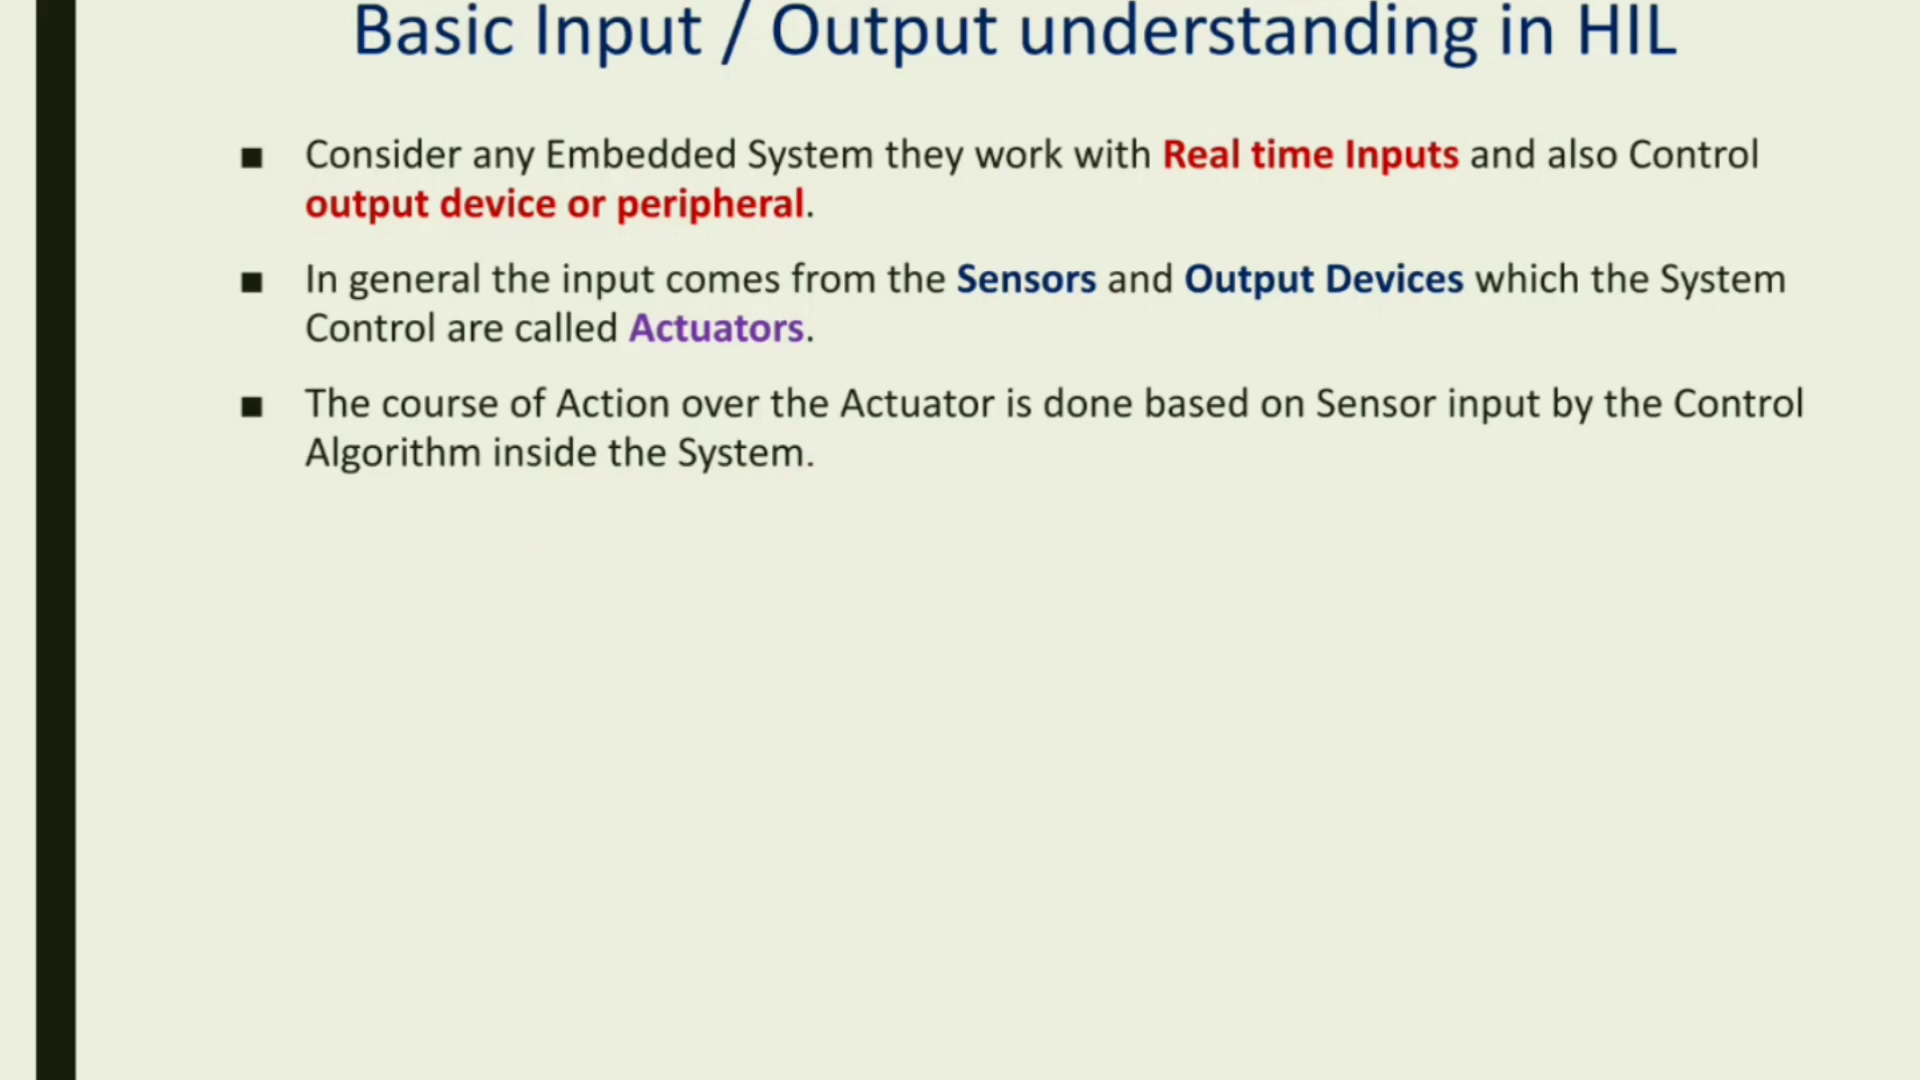 Basic Input / Output understanding in HIL
■ Consider any Embedded System they work with Real time Inputs and also Control
output device or peripheral.
■ In general the input comes from the Sensors and Output Devices which the System
Control are called Actuators.
■ The course of Action over the Actuator is done based on Sensor input by the Control
Algorithm inside the System.